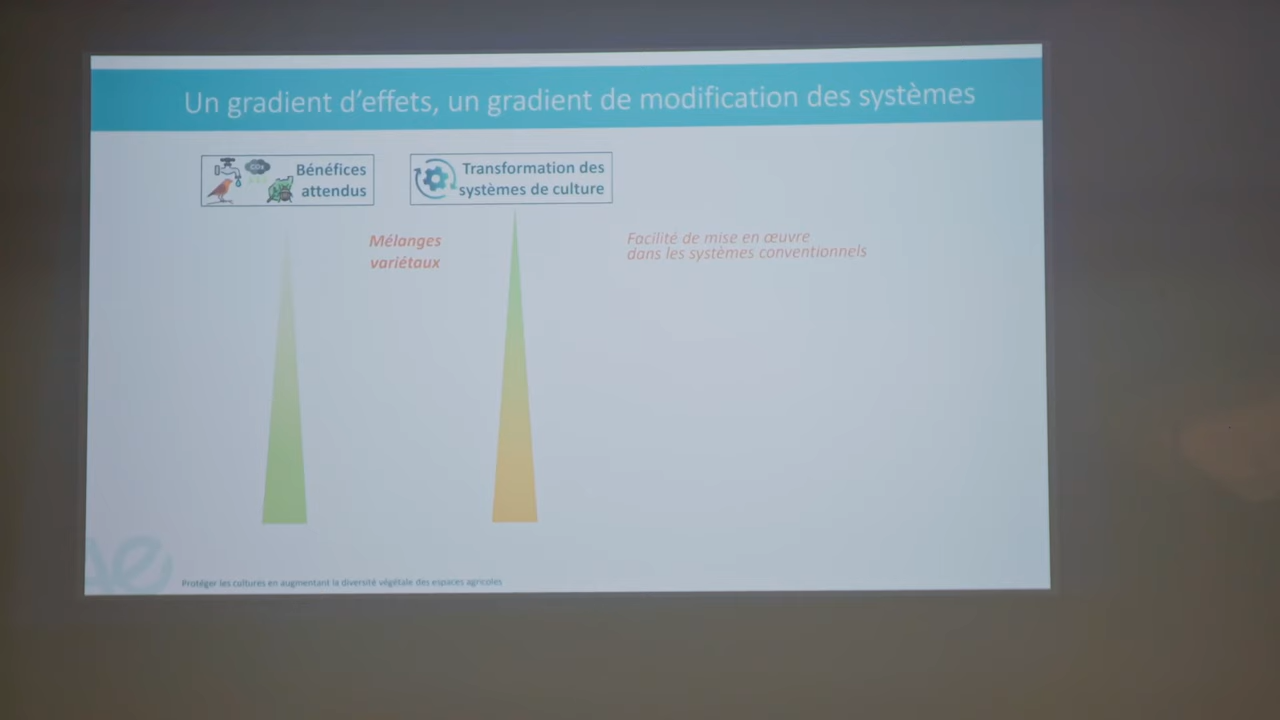 Un gradient d’effets, un gradient de modification des systèmes
Bénéfices
attendus
Transformation des
systèmes de culture
Mélanges
variétaux
Facilité de mise en œuvre
dans les systèmes conventionnels
Protéger les cultures en augmentant la diversité végétale des espaces agricoles